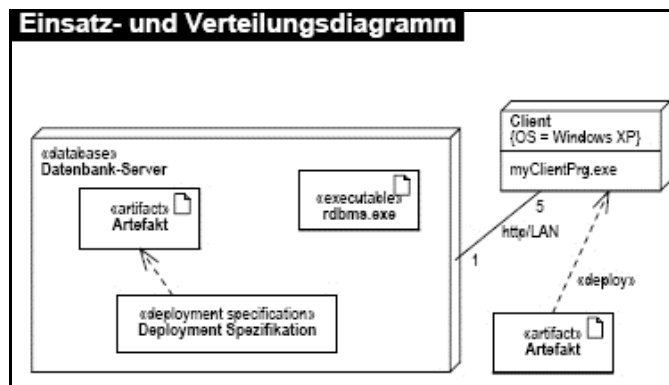 Einsatz- und Verteilungsdiagramm
«database»
Datenbank-Server
«artifact»
Artefakt
«executable»
rdbms.exe
«deployment specification»
Deployment Spezifikation
Client
{OS = Windows XP}
myClientPrg.exe
5
http/LAN
1
«deploy»
«artifact»
Artefakt